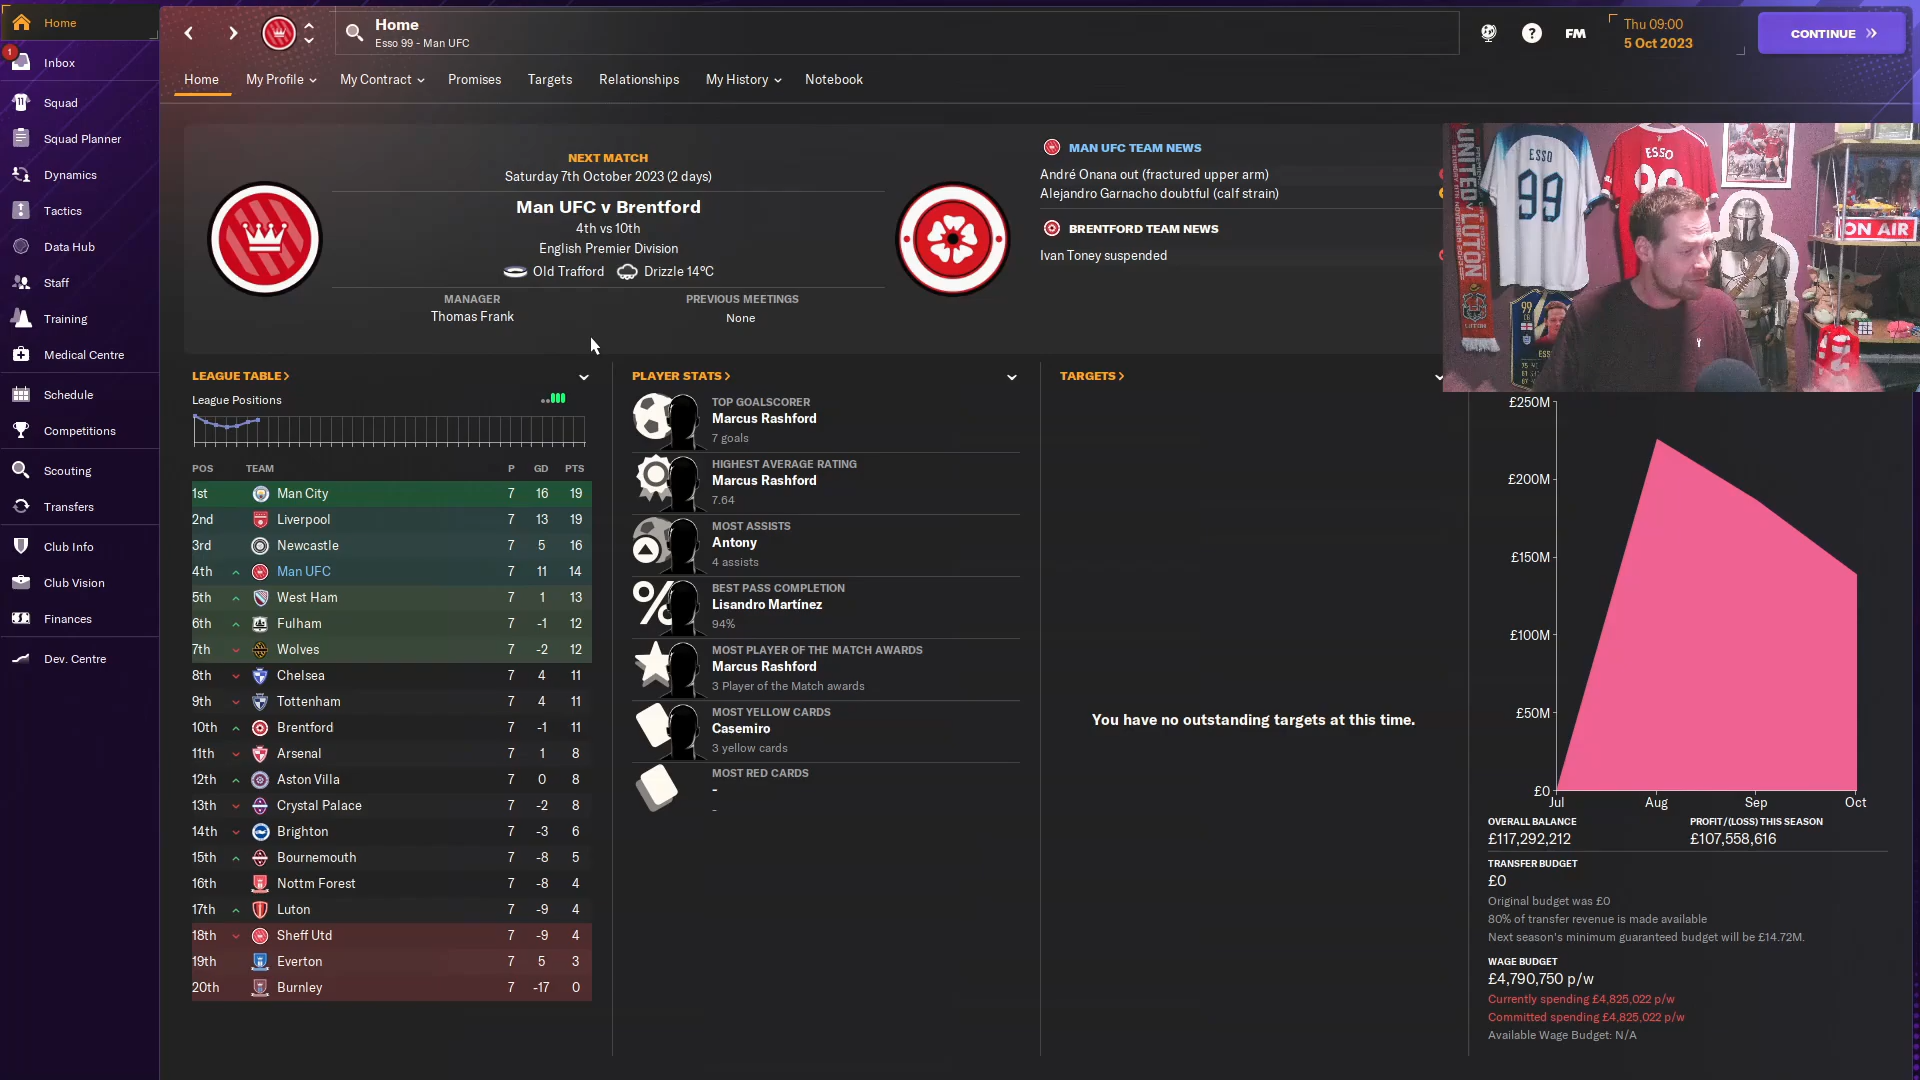 Home
1
Inbox
Squad
Squad Planner
Dynamics
Tactics
Data Hub
Staff
Training
Medical Centre
Schedule
Competitions
Scouting
Transfers
Club Info
Club Vision
Finances
Dev. Centre
Home
Esso 99 - Man UFC
FM
Thu 09:00
5 Oct 2023
CONTINUE
Home
My Profile
My Contract
Promises
Targets
Relationships
My History
Notebook
NEXT MATCH
Saturday 7th October 2023 (2 days)
Man UFC v Brentford
4th vs 10th
English Premier Division
Old Trafford Drizzle 14ºC
MANAGER
Thomas Frank
PREVIOUS MEETINGS
None
MAN UFC TEAM NEWS
André Onana out (fractured upper arm)
Alejandro Garnacho doubtful (calf strain)
BRENTFORD TEAM NEWS
Ivan Toney suspended
ESSO
99
ESSO
99
ON AIR
UNITED v LUTON
LEAGUE TABLE >
League Positions
POS TEAM P GD PTS
1st Man City 7 16 19
2nd Liverpool 7 13 19
3rd Newcastle 7 5 16
4th Man UFC 7 11 14
5th West Ham 7 1 13
6th Fulham 7 -1 12
7th Wolves 7 -2 12
8th Chelsea 7 4 11
9th Tottenham 7 4 11
10th Brentford 7 -1 11
11th Arsenal 7 1 8
12th Aston Villa 7 0 8
13th Crystal Palace 7 -2 8
14th Brighton 7 -3 6
15th Bournemouth 7 -8 5
16th Nottm Forest 7 -8 4
17th Luton 7 -9 4
18th Sheff Utd 7 -9 4
19th Everton 7 5 3
20th Burnley 7 -17 0
PLAYER STATS >
TOP GOALSCORER
Marcus Rashford
7 goals
HIGHEST AVERAGE RATING
Marcus Rashford
7.64
MOST ASSISTS
Antony
4 assists
BEST PASS COMPLETION
Lisandro Martínez
94%
MOST PLAYER OF THE MATCH AWARDS
Marcus Rashford
3 Player of the Match awards
MOST YELLOW CARDS
Casemiro
3 yellow cards
MOST RED CARDS
-
-
TARGETS >
You have no outstanding targets at this time.
£250M
£200M
£150M
£100M
£50M
£0
Jul Aug Sep Oct
OVERALL BALANCE
£117,292,212
PROFIT/(LOSS) THIS SEASON
£107,558,616
TRANSFER BUDGET
£0
Original budget was £0
80% of transfer revenue is made available
Next season's minimum guaranteed budget will be £14.72M.
WAGE BUDGET
£4,790,750 p/w
Currently spending £4,825,022 p/w
Committed spending £4,825,022 p/w
Available Wage Budget: N/A